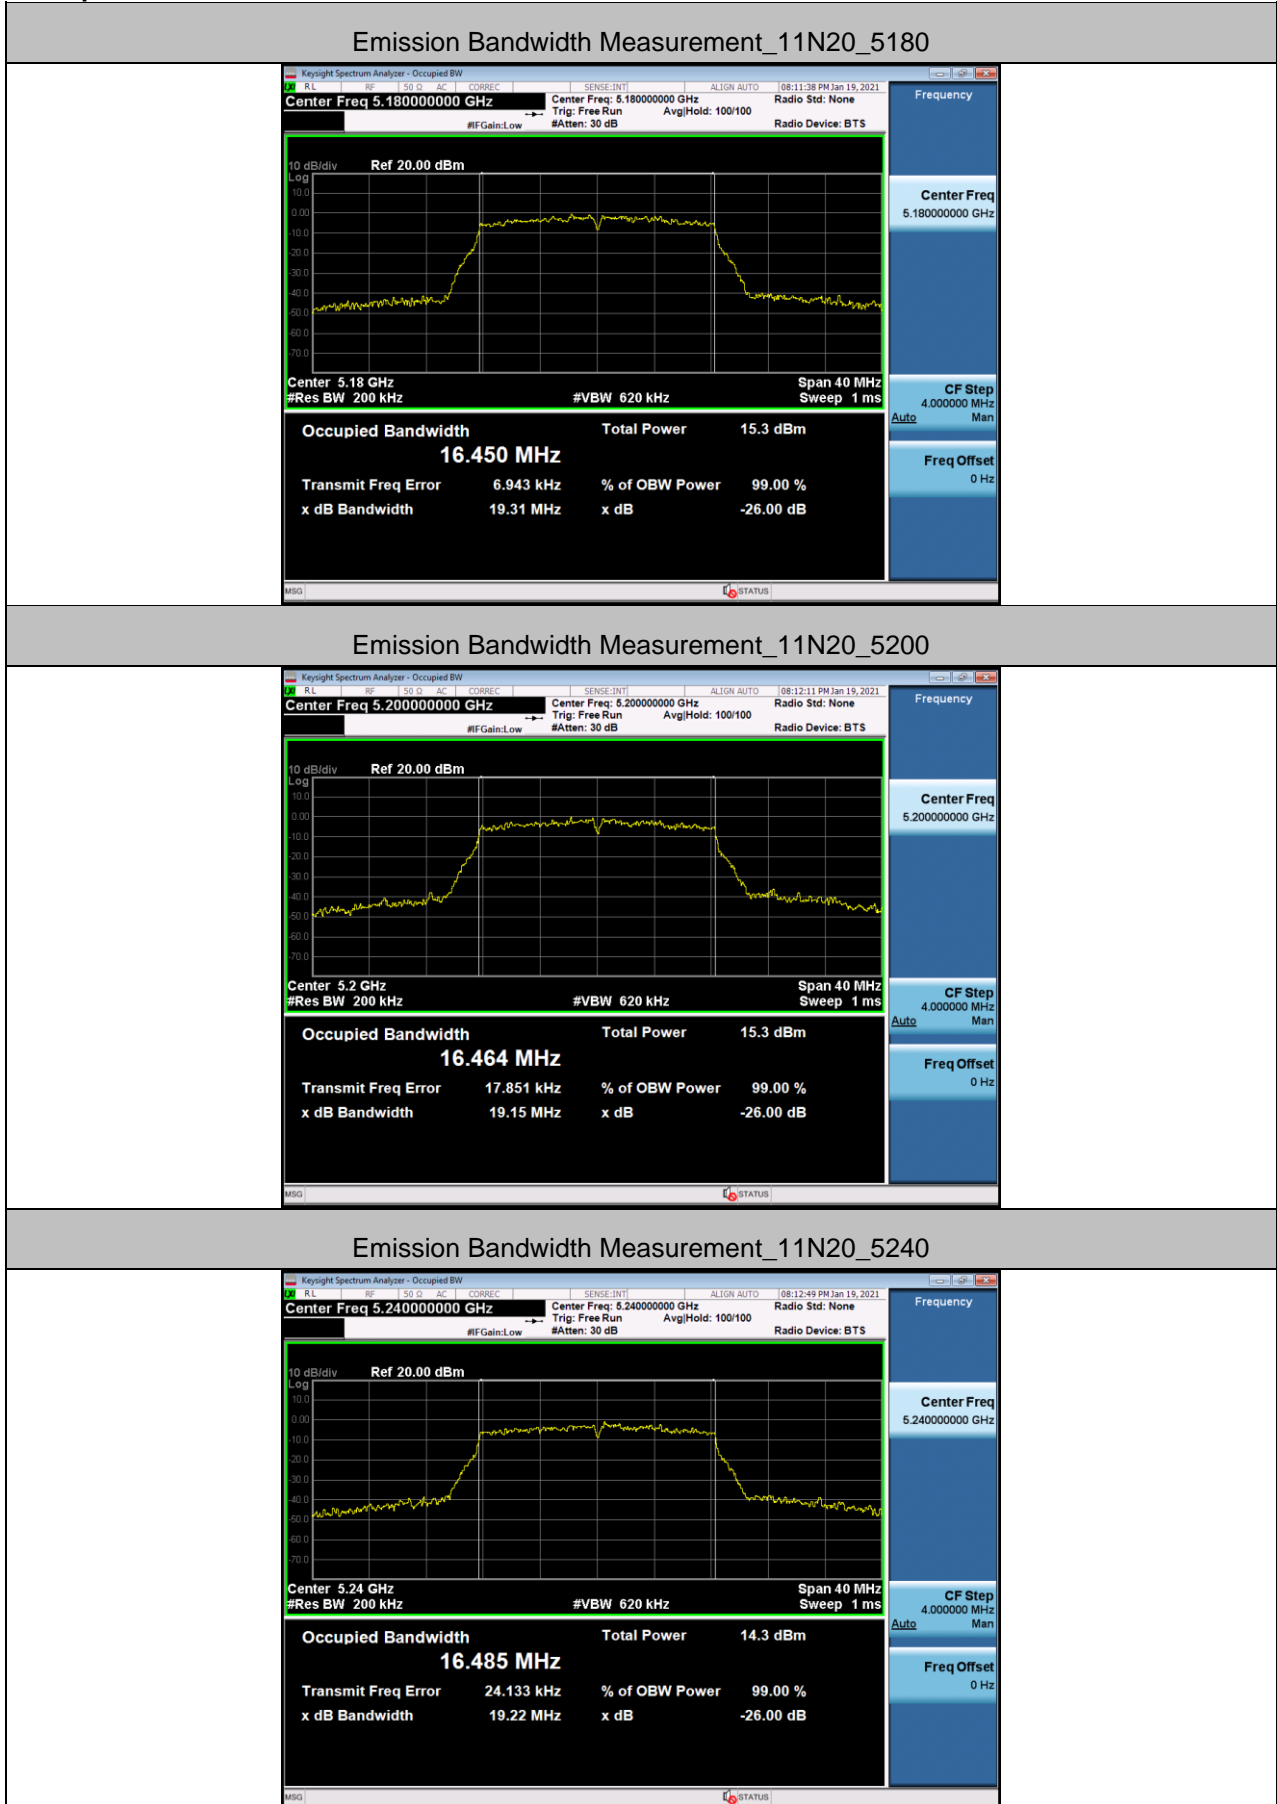 Emission Bandwidth Measurement_11N20_5180
Keysight Spectrum Analyzer - Occupied BW
LXI RL RF 50 Ω AC CORREC SENSE:INT ALIGN AUTO 08:11:38 PM Jan 19, 2021
Center Freq 5.180000000 GHz Center Freq: 5.180000000 GHz Radio Std: None Frequency
Trig: Free Run Avg|Hold: 100/100
#IFGain:Low #Atten: 30 dB Radio Device: BTS
10 dB/div Ref 20.00 dBm
Log
10.0
0.00
-10.0
-20.0
-30.0
-40.0
-50.0
-60.0
-70.0
Center Freq
5.180000000 GHz
Center 5.18 GHz Span 40 MHz
#Res BW 200 kHz #VBW 620 kHz Sweep 1 ms
CF Step
4.000000 MHz
Auto Man
Occupied Bandwidth Total Power 15.3 dBm
16.450 MHz
Freq Offset
0 Hz
Transmit Freq Error 6.943 kHz % of OBW Power 99.00 %
x dB Bandwidth 19.31 MHz x dB -26.00 dB
MSG STATUS
Emission Bandwidth Measurement_11N20_5200
Keysight Spectrum Analyzer - Occupied BW
LXI RL RF 50 Ω AC CORREC SENSE:INT ALIGN AUTO 08:12:11 PM Jan 19, 2021
Center Freq 5.200000000 GHz Center Freq: 5.200000000 GHz Radio Std: None Frequency
Trig: Free Run Avg|Hold: 100/100
#IFGain:Low #Atten: 30 dB Radio Device: BTS
10 dB/div Ref 20.00 dBm
Log
10.0
0.00
-10.0
-20.0
-30.0
-40.0
-50.0
-60.0
-70.0
Center Freq
5.200000000 GHz
Center 5.2 GHz Span 40 MHz
#Res BW 200 kHz #VBW 620 kHz Sweep 1 ms
CF Step
4.000000 MHz
Auto Man
Occupied Bandwidth Total Power 15.3 dBm
16.464 MHz
Freq Offset
0 Hz
Transmit Freq Error 17.851 kHz % of OBW Power 99.00 %
x dB Bandwidth 19.15 MHz x dB -26.00 dB
MSG STATUS
Emission Bandwidth Measurement_11N20_5240
Keysight Spectrum Analyzer - Occupied BW
LXI RL RF 50 Ω AC CORREC SENSE:INT ALIGN AUTO 08:12:49 PM Jan 19, 2021
Center Freq 5.240000000 GHz Center Freq: 5.240000000 GHz Radio Std: None Frequency
Trig: Free Run Avg|Hold: 100/100
#IFGain:Low #Atten: 30 dB Radio Device: BTS
10 dB/div Ref 20.00 dBm
Log
10.0
0.00
-10.0
-20.0
-30.0
-40.0
-50.0
-60.0
-70.0
Center Freq
5.240000000 GHz
Center 5.24 GHz Span 40 MHz
#Res BW 200 kHz #VBW 620 kHz Sweep 1 ms
CF Step
4.000000 MHz
Auto Man
Occupied Bandwidth Total Power 14.3 dBm
16.485 MHz
Freq Offset
0 Hz
Transmit Freq Error 24.133 kHz % of OBW Power 99.00 %
x dB Bandwidth 19.22 MHz x dB -26.00 dB
MSG STATUS